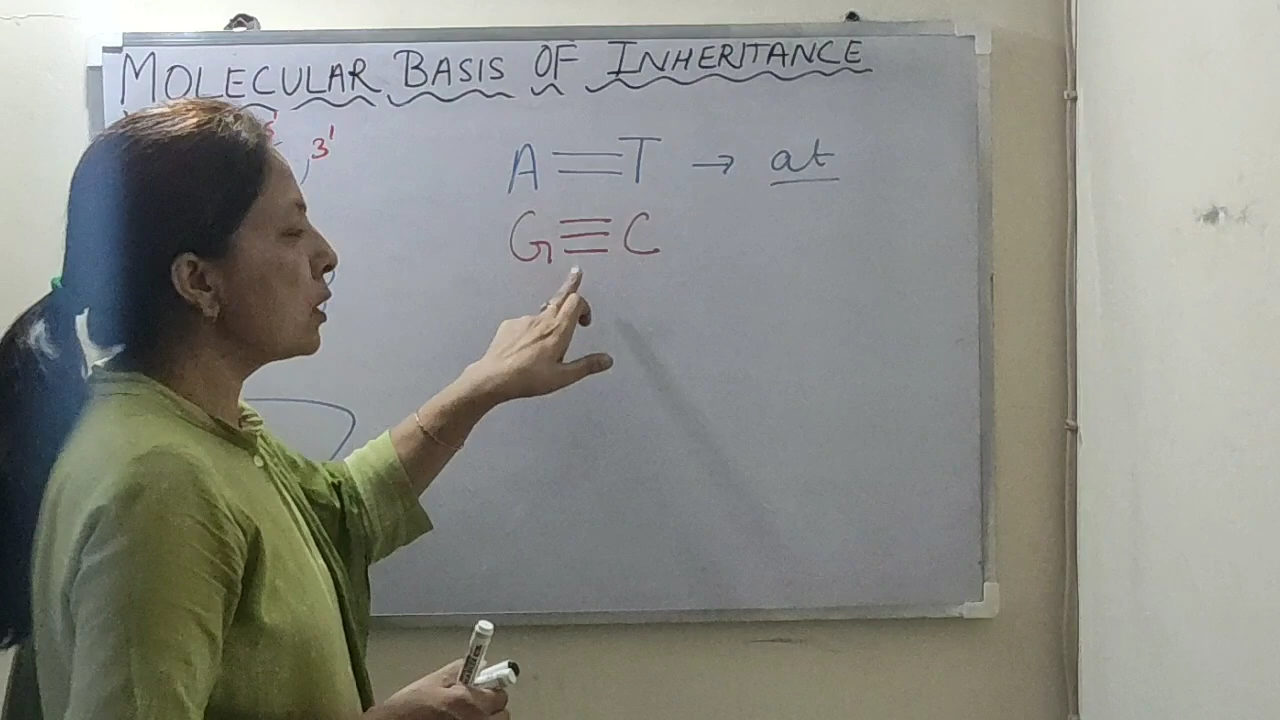 MOLECULAR BASIS OF INHERITANCE
3'
A = T → at
G ≡ C